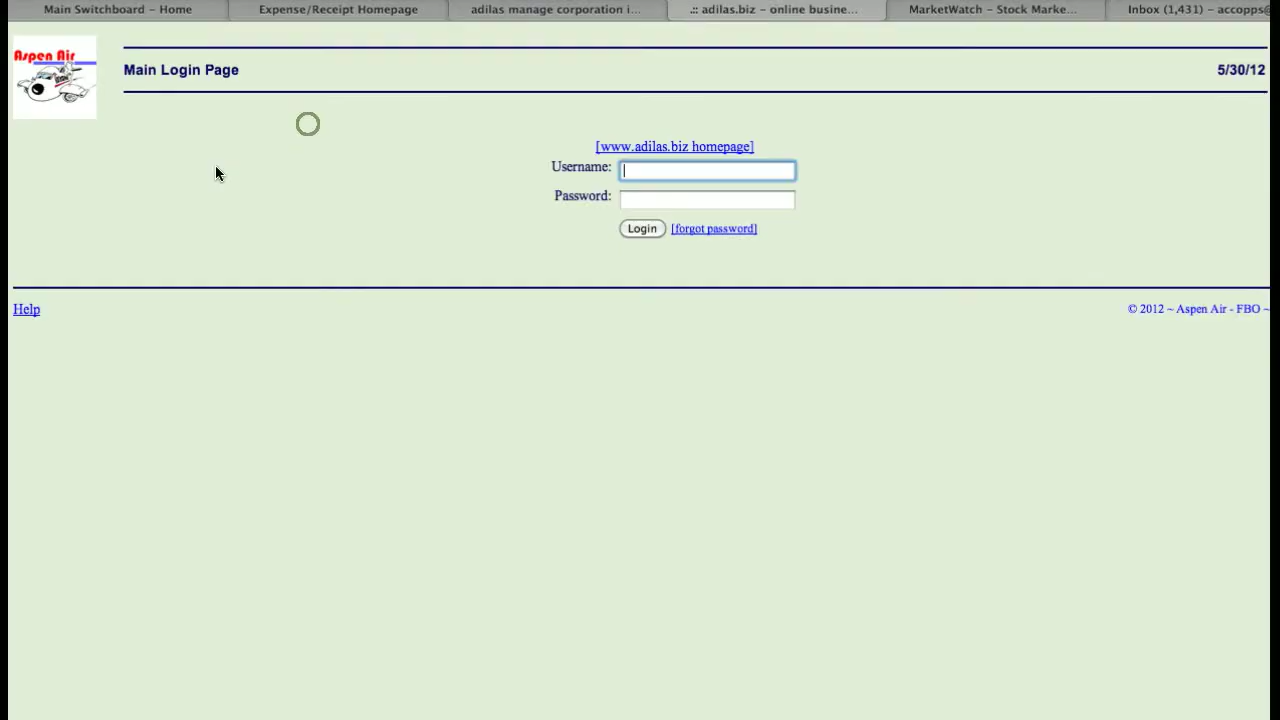 Main Switchboard – Home
Expense/Receipt Homepage
adilas manage corporation i...
.:: adilas.biz – online busine...
MarketWatch – Stock Marke...
Inbox (1,431) – accopps@
Aspen Air
Main Login Page
5/30/12
[www.adilas.biz homepage]
Username:
Password:
Login
[forgot password]
Help
© 2012 ~ Aspen Air - FBO ~